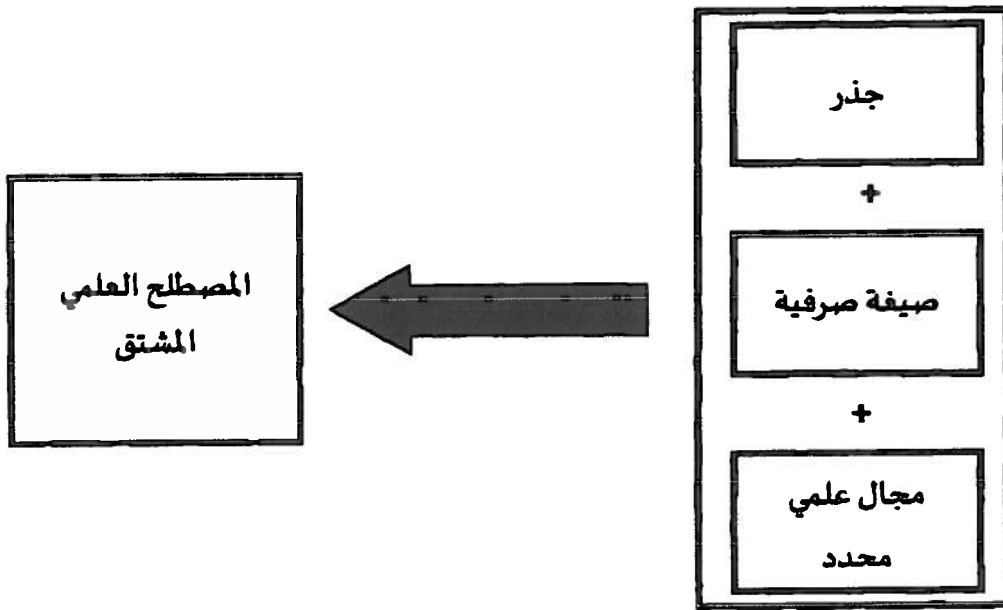 جذر
+
صيغة صرفية
+
مجال علمي
محدد
المصطلح العلمي
المشتق